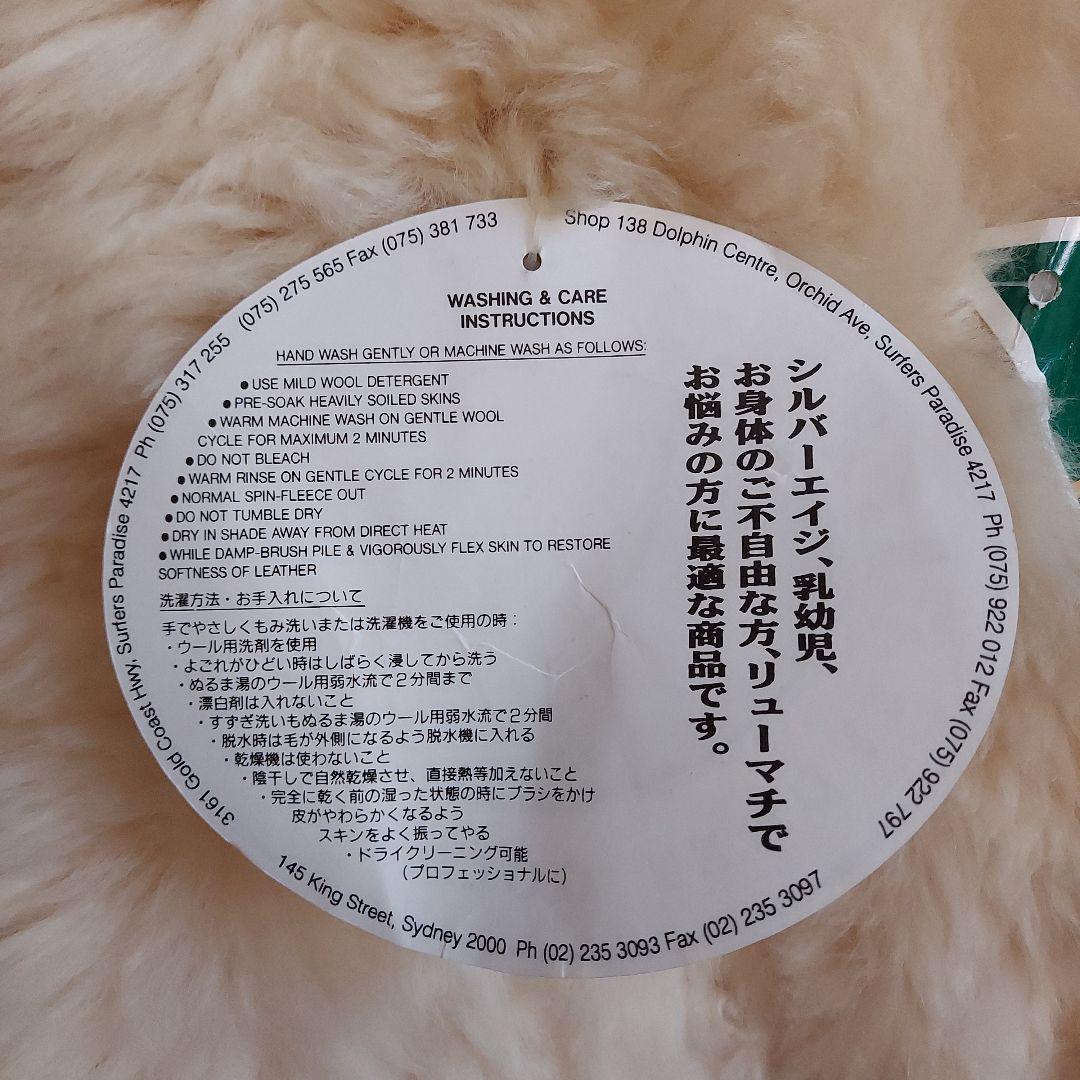 3161 Gold Coast Hwy, Surfers Paradise 4217 Ph (075) 317 255 (075) 275 565 Fax (075) 381 733
Shop 138 Dolphin Centre, Orchid Ave, Surfers Paradise 4217 Ph (075) 922 012 Fax (075) 922 797
WASHING & CARE
INSTRUCTIONS
HAND WASH GENTLY OR MACHINE WASH AS FOLLOWS:
● USE MILD WOOL DETERGENT
● PRE-SOAK HEAVILY SOILED SKINS
● WARM MACHINE WASH ON GENTLE WOOL
CYCLE FOR MAXIMUM 2 MINUTES
● DO NOT BLEACH
● WARM RINSE ON GENTLE CYCLE FOR 2 MINUTES
● NORMAL SPIN-FLEECE OUT
● DO NOT TUMBLE DRY
● DRY IN SHADE AWAY FROM DIRECT HEAT
● WHILE DAMP-BRUSH PILE & VIGOROUSLY FLEX SKIN TO RESTORE
SOFTNESS OF LEATHER
洗濯方法・お手入れについて
手でやさしくもみ洗いまたは洗濯機をご使用の時：
・ウール用洗剤を使用
・よごれがひどい時はしばらく浸してから洗う
・ぬるま湯のウール用弱水流で2分間まで
・漂白剤は入れないこと
・すすぎ洗いもぬるま湯のウール用弱水流で2分間
・脱水時は毛が外側になるよう脱水機に入れる
・乾燥機は使わないこと
・陰干しで自然乾燥させ、直接熱等加えないこと
・完全に乾く前の湿った状態の時にブラシをかけ
皮がやわらかくなるよう
スキンをよく振ってやる
・ドライクリーニング可能
(プロフェッショナルに)
シルバーエイジ、乳幼児、
お身体のご不自由な方、リューマチで
お悩みの方に最適な商品です。
145 King Street, Sydney 2000 Ph (02) 235 3093 Fax (02) 235 3097